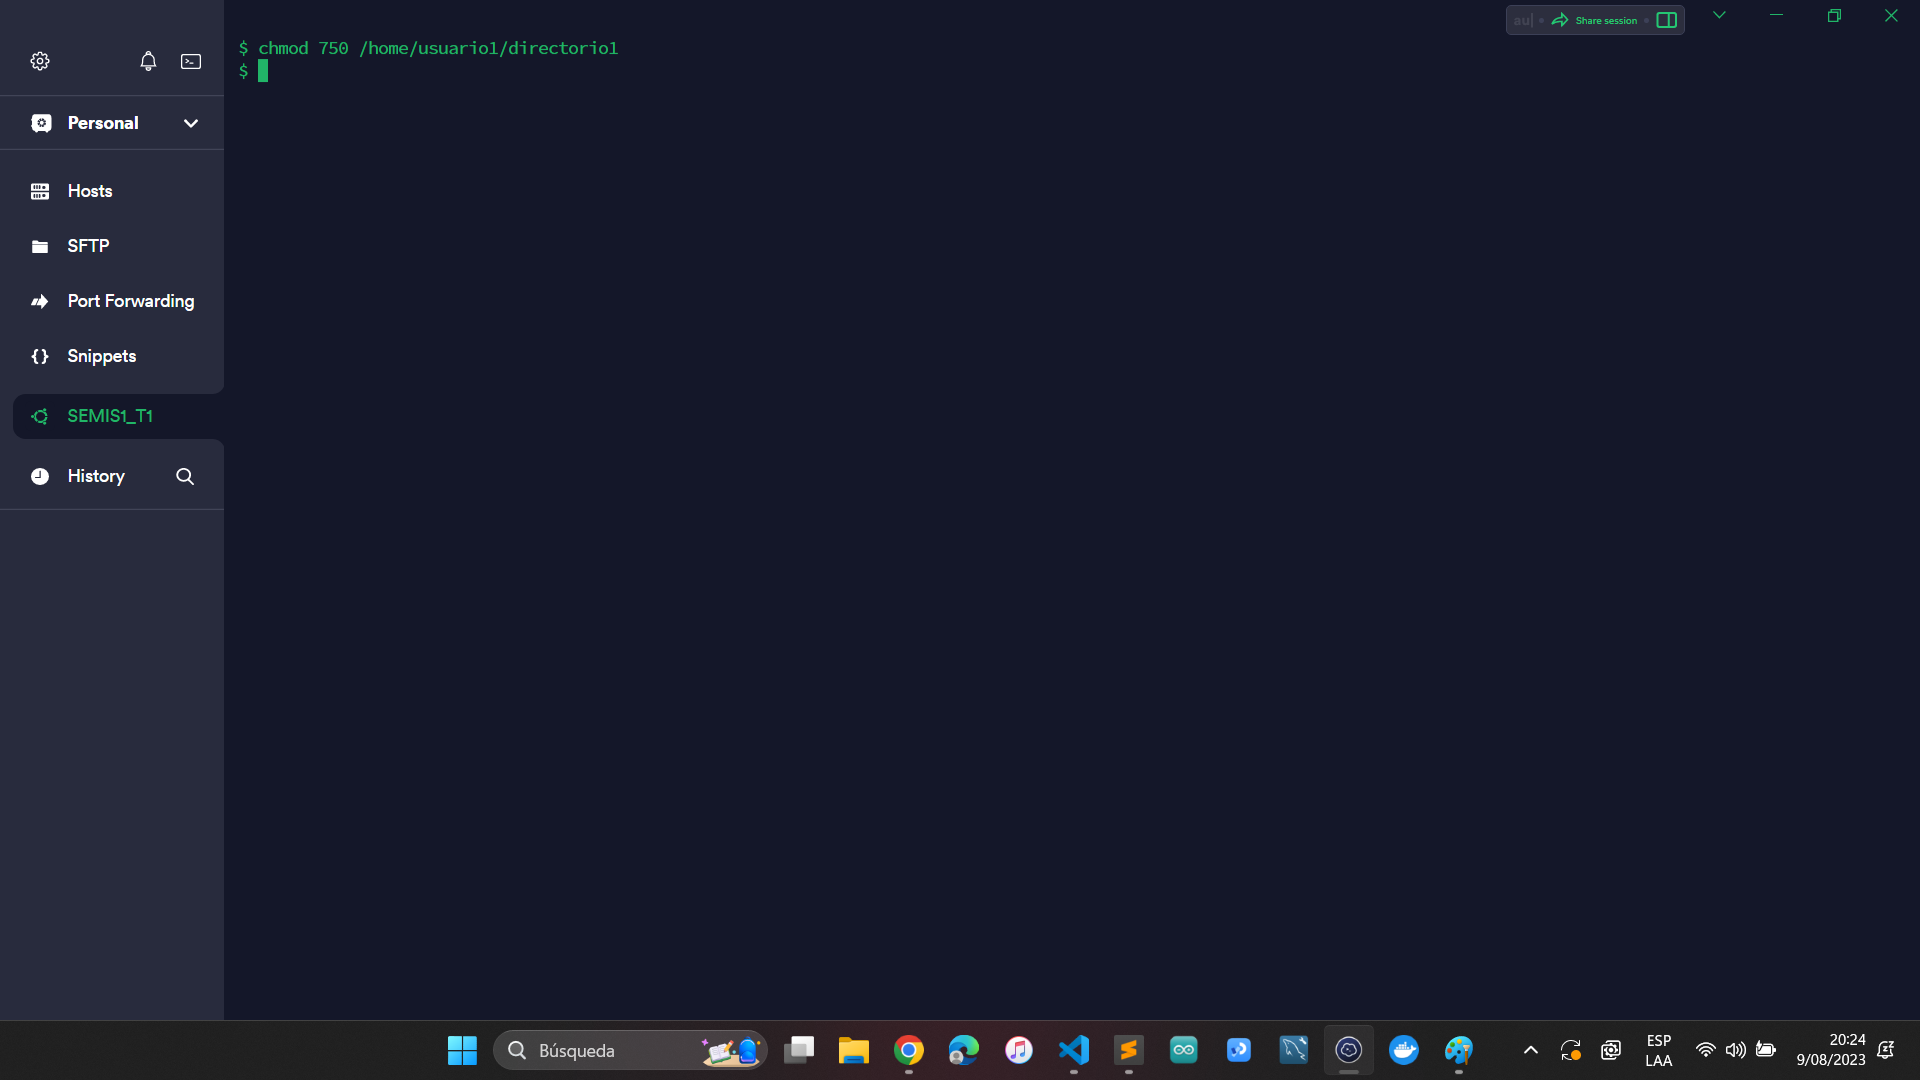 au|
Share session
$ chmod 750 /home/usuario1/directorio1
$
Personal
Hosts
SFTP
Port Forwarding
Snippets
SEMIS1_T1
History
Búsqueda
ESP
LAA
20:24
9/08/2023